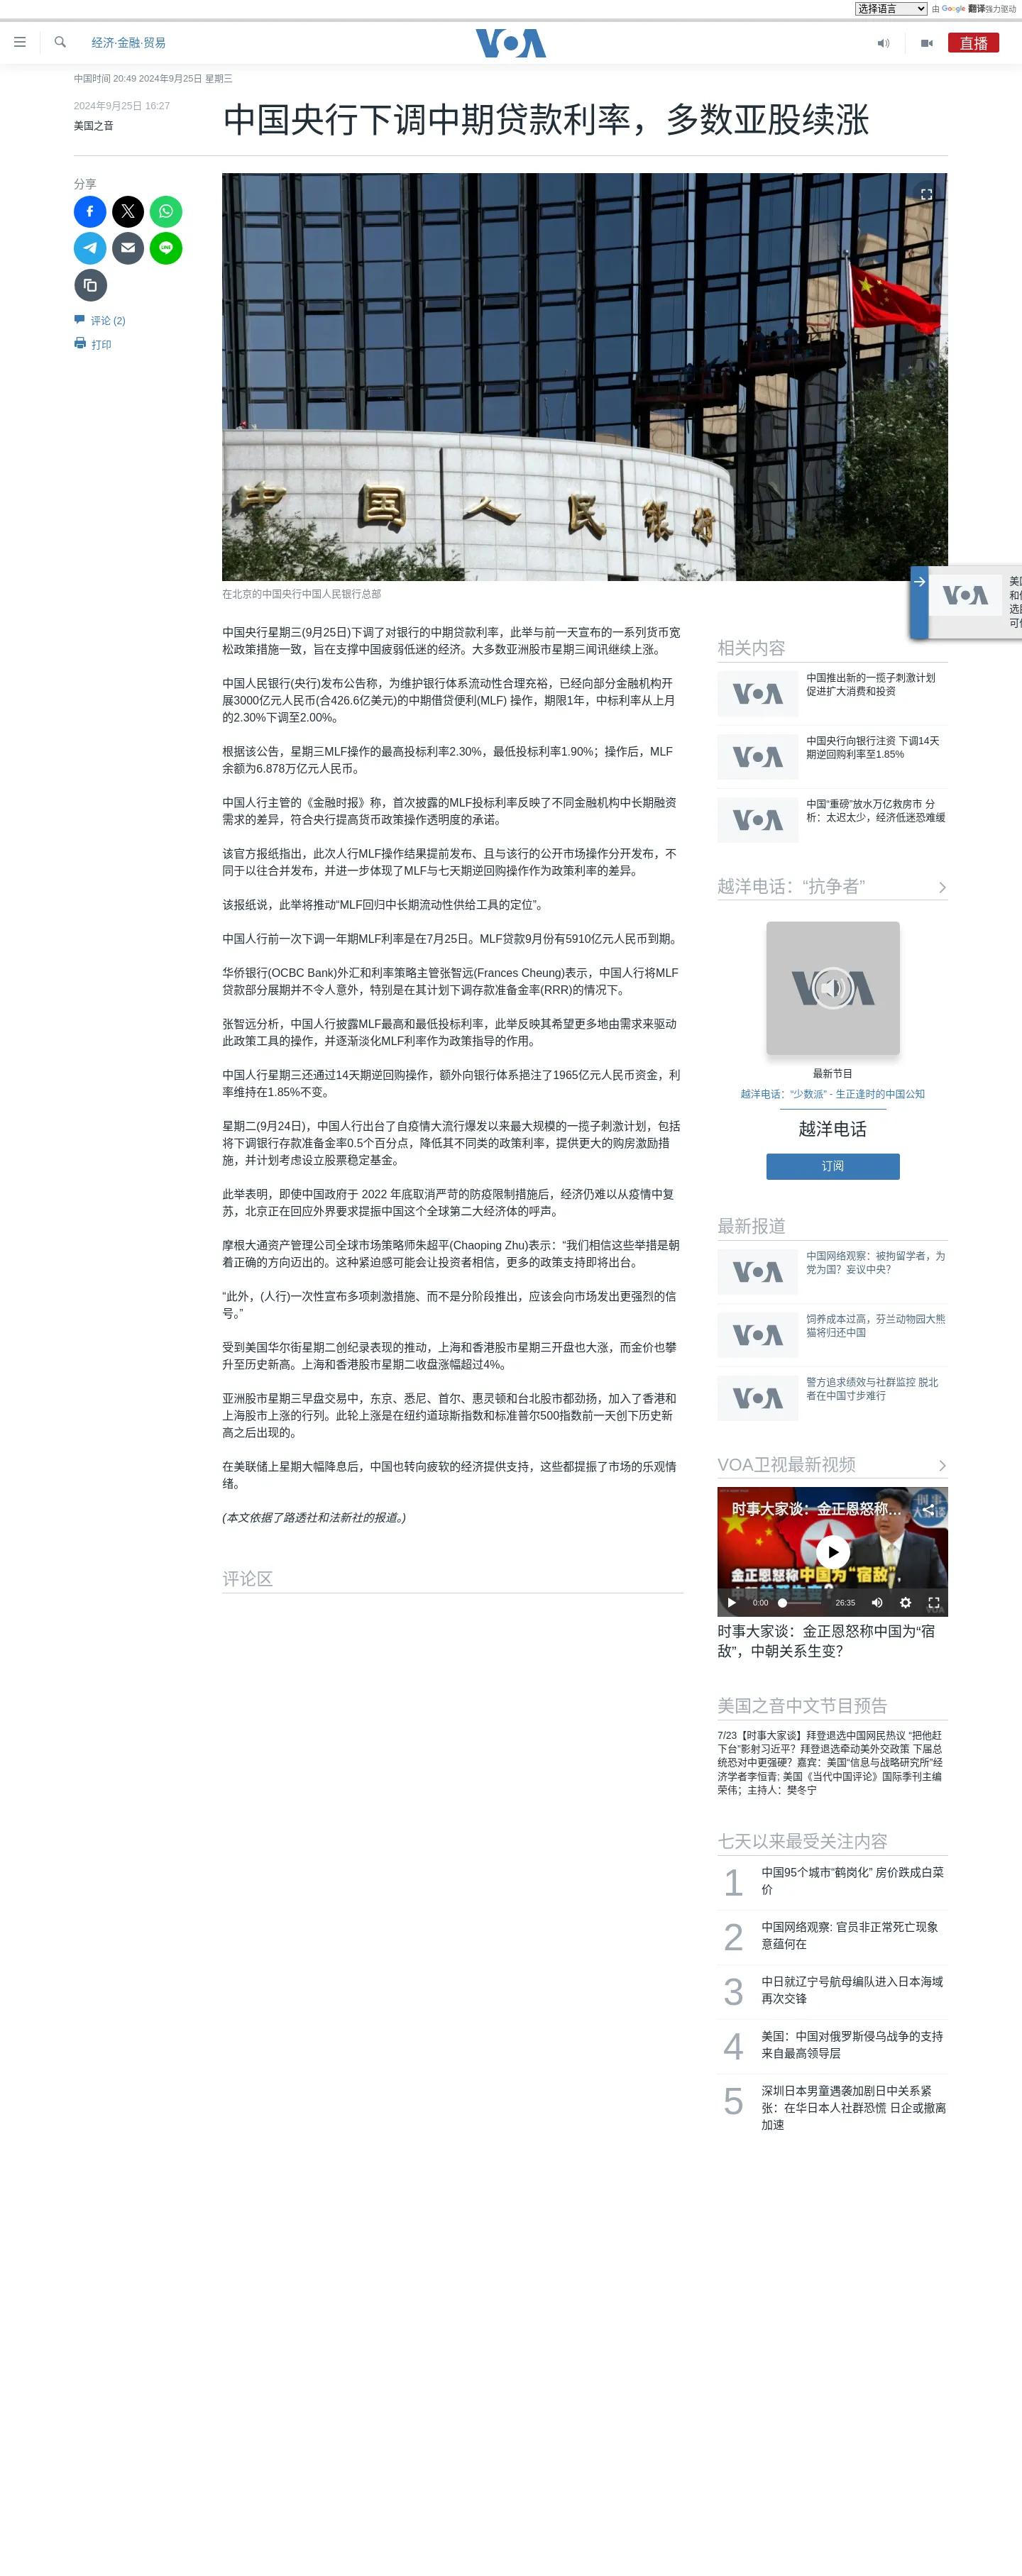 选择语言 由 Google 翻译强力驱动
经济·金融·贸易
VOA
直播
中国时间 20:49 2024年9月25日 星期三
2024年9月25日 16:27
美国之音
中国央行下调中期贷款利率，多数亚股续涨
分享
评论 (2)
打印
中国人民银行
在北京的中国央行中国人民银行总部
中国央行星期三(9月25日)下调了对银行的中期贷款利率，此举与前一天宣布的一系列货币宽
松政策措施一致，旨在支撑中国疲弱低迷的经济。大多数亚洲股市星期三闻讯继续上涨。
中国人民银行(央行)发布公告称，为维护银行体系流动性合理充裕，已经向部分金融机构开
展3000亿元人民币(合426.6亿美元)的中期借贷便利(MLF) 操作，期限1年，中标利率从上月
的2.30%下调至2.00%。
根据该公告，星期三MLF操作的最高投标利率2.30%，最低投标利率1.90%；操作后，MLF
余额为6.878万亿元人民币。
中国人行主管的《金融时报》称，首次披露的MLF投标利率反映了不同金融机构中长期融资
需求的差异，符合央行提高货币政策操作透明度的承诺。
该官方报纸指出，此次人行MLF操作结果提前发布、且与该行的公开市场操作分开发布，不
同于以往合并发布，并进一步体现了MLF与七天期逆回购操作作为政策利率的差异。
该报纸说，此举将推动“MLF回归中长期流动性供给工具的定位”。
中国人行前一次下调一年期MLF利率是在7月25日。MLF贷款9月份有5910亿元人民币到期。
华侨银行(OCBC Bank)外汇和利率策略主管张智远(Frances Cheung)表示，中国人行将MLF
贷款部分展期并不令人意外，特别是在其计划下调存款准备金率(RRR)的情况下。
张智远分析，中国人行披露MLF最高和最低投标利率，此举反映其希望更多地由需求来驱动
此政策工具的操作，并逐渐淡化MLF利率作为政策指导的作用。
中国人行星期三还通过14天期逆回购操作，额外向银行体系挹注了1965亿元人民币资金，利
率维持在1.85%不变。
星期二(9月24日)，中国人行出台了自疫情大流行爆发以来最大规模的一揽子刺激计划，包括
将下调银行存款准备金率0.5个百分点，降低其不同类的政策利率，提供更大的购房激励措
施，并计划考虑设立股票稳定基金。
此举表明，即使中国政府于 2022 年底取消严苛的防疫限制措施后，经济仍难以从疫情中复
苏，北京正在回应外界要求提振中国这个全球第二大经济体的呼声。
摩根大通资产管理公司全球市场策略师朱超平(Chaoping Zhu)表示：“我们相信这些举措是朝
着正确的方向迈出的。这种紧迫感可能会让投资者相信，更多的政策支持即将出台。
“此外，(人行)一次性宣布多项刺激措施、而不是分阶段推出，应该会向市场发出更强烈的信
号。”
受到美国华尔街星期二创纪录表现的推动，上海和香港股市星期三开盘也大涨，而金价也攀
升至历史新高。上海和香港股市星期二收盘涨幅超过4%。
亚洲股市星期三早盘交易中，东京、悉尼、首尔、惠灵顿和台北股市都劲扬，加入了香港和
上海股市上涨的行列。此轮上涨是在纽约道琼斯指数和标准普尔500指数前一天创下历史新
高之后出现的。
在美联储上星期大幅降息后，中国也转向疲软的经济提供支持，这些都提振了市场的乐观情
绪。
(本文依据了路透社和法新社的报道。)
评论区
VOA
相关内容
VOA
中国推出新的一揽子刺激计划
促进扩大消费和投资
VOA
中国央行向银行注资 下调14天
期逆回购利率至1.85%
VOA
中国“重磅”放水万亿救房市 分
析：太迟太少，经济低迷恐难缓
越洋电话：“抗争者”
VOA
最新节目
越洋电话：“少数派” - 生正逢时的中国公知
越洋电话
订阅
最新报道
VOA
中国网络观察：被拘留学者，为
党为国？妄议中央？
VOA
饲养成本过高，芬兰动物园大熊
猫将归还中国
VOA
警方追求绩效与社群监控 脱北
者在中国寸步难行
VOA卫视最新视频
时事大家谈：金正恩怒称...
金正恩怒称中国为“宿敌”
0:00 26:35
时事大家谈：金正恩怒称中国为“宿
敌”，中朝关系生变？
美国之音中文节目预告
7/23【时事大家谈】拜登退选中国网民热议 “把他赶
下台”影射习近平？拜登退选牵动美外交政策 下届总
统恐对中更强硬？嘉宾：美国“信息与战略研究所”经
济学者李恒青; 美国《当代中国评论》国际季刊主编
荣伟；主持人：樊冬宁
七天以来最受关注内容
1 中国95个城市“鹤岗化” 房价跌成白菜
价
2 中国网络观察: 官员非正常死亡现象
意蕴何在
3 中日就辽宁号航母编队进入日本海域
再次交锋
4 美国：中国对俄罗斯侵乌战争的支持
来自最高领导层
5 深圳日本男童遇袭加剧日中关系紧
张：在华日本人社群恐慌 日企或撤离
加速